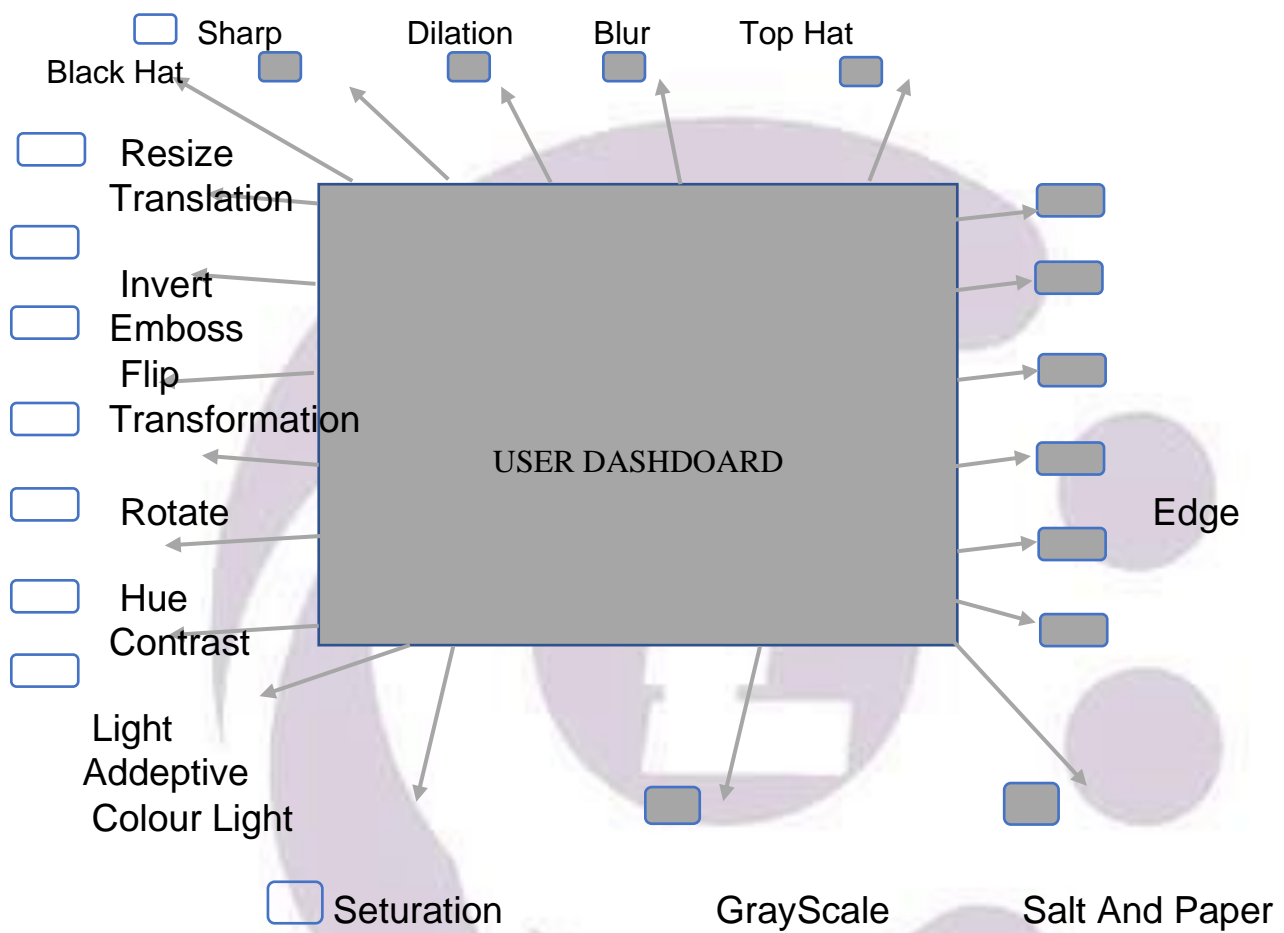 Sharp Dilation Blur Top Hat
Black Hat
Resize
Translation
Invert
Emboss
Flip
Transformation
USER DASHDOARD
Rotate
Edge
Hue
Contrast
Light
Addeptive
Colour Light
Seturation GrayScale Salt And Paper